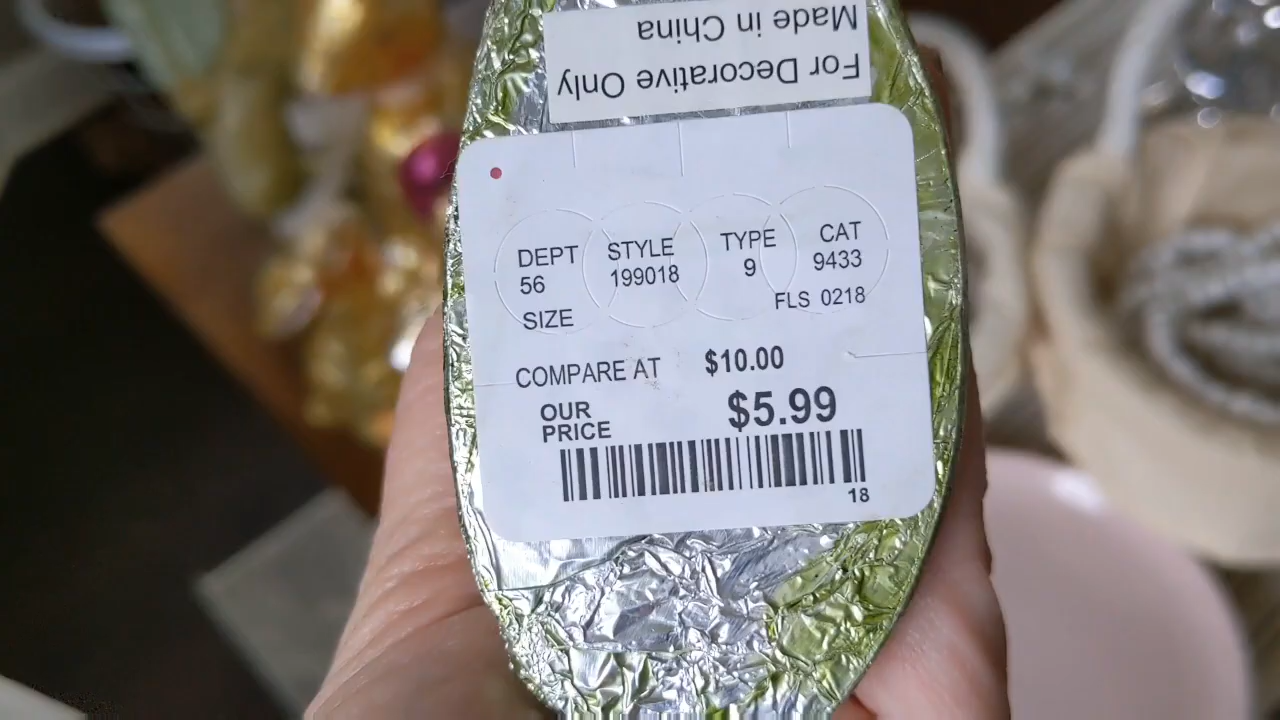 For Decorative Only
Made in China
DEPT STYLE TYPE CAT
56 199018 9 9433
SIZE FLS 0218
COMPARE AT $10.00
OUR PRICE $5.99
18